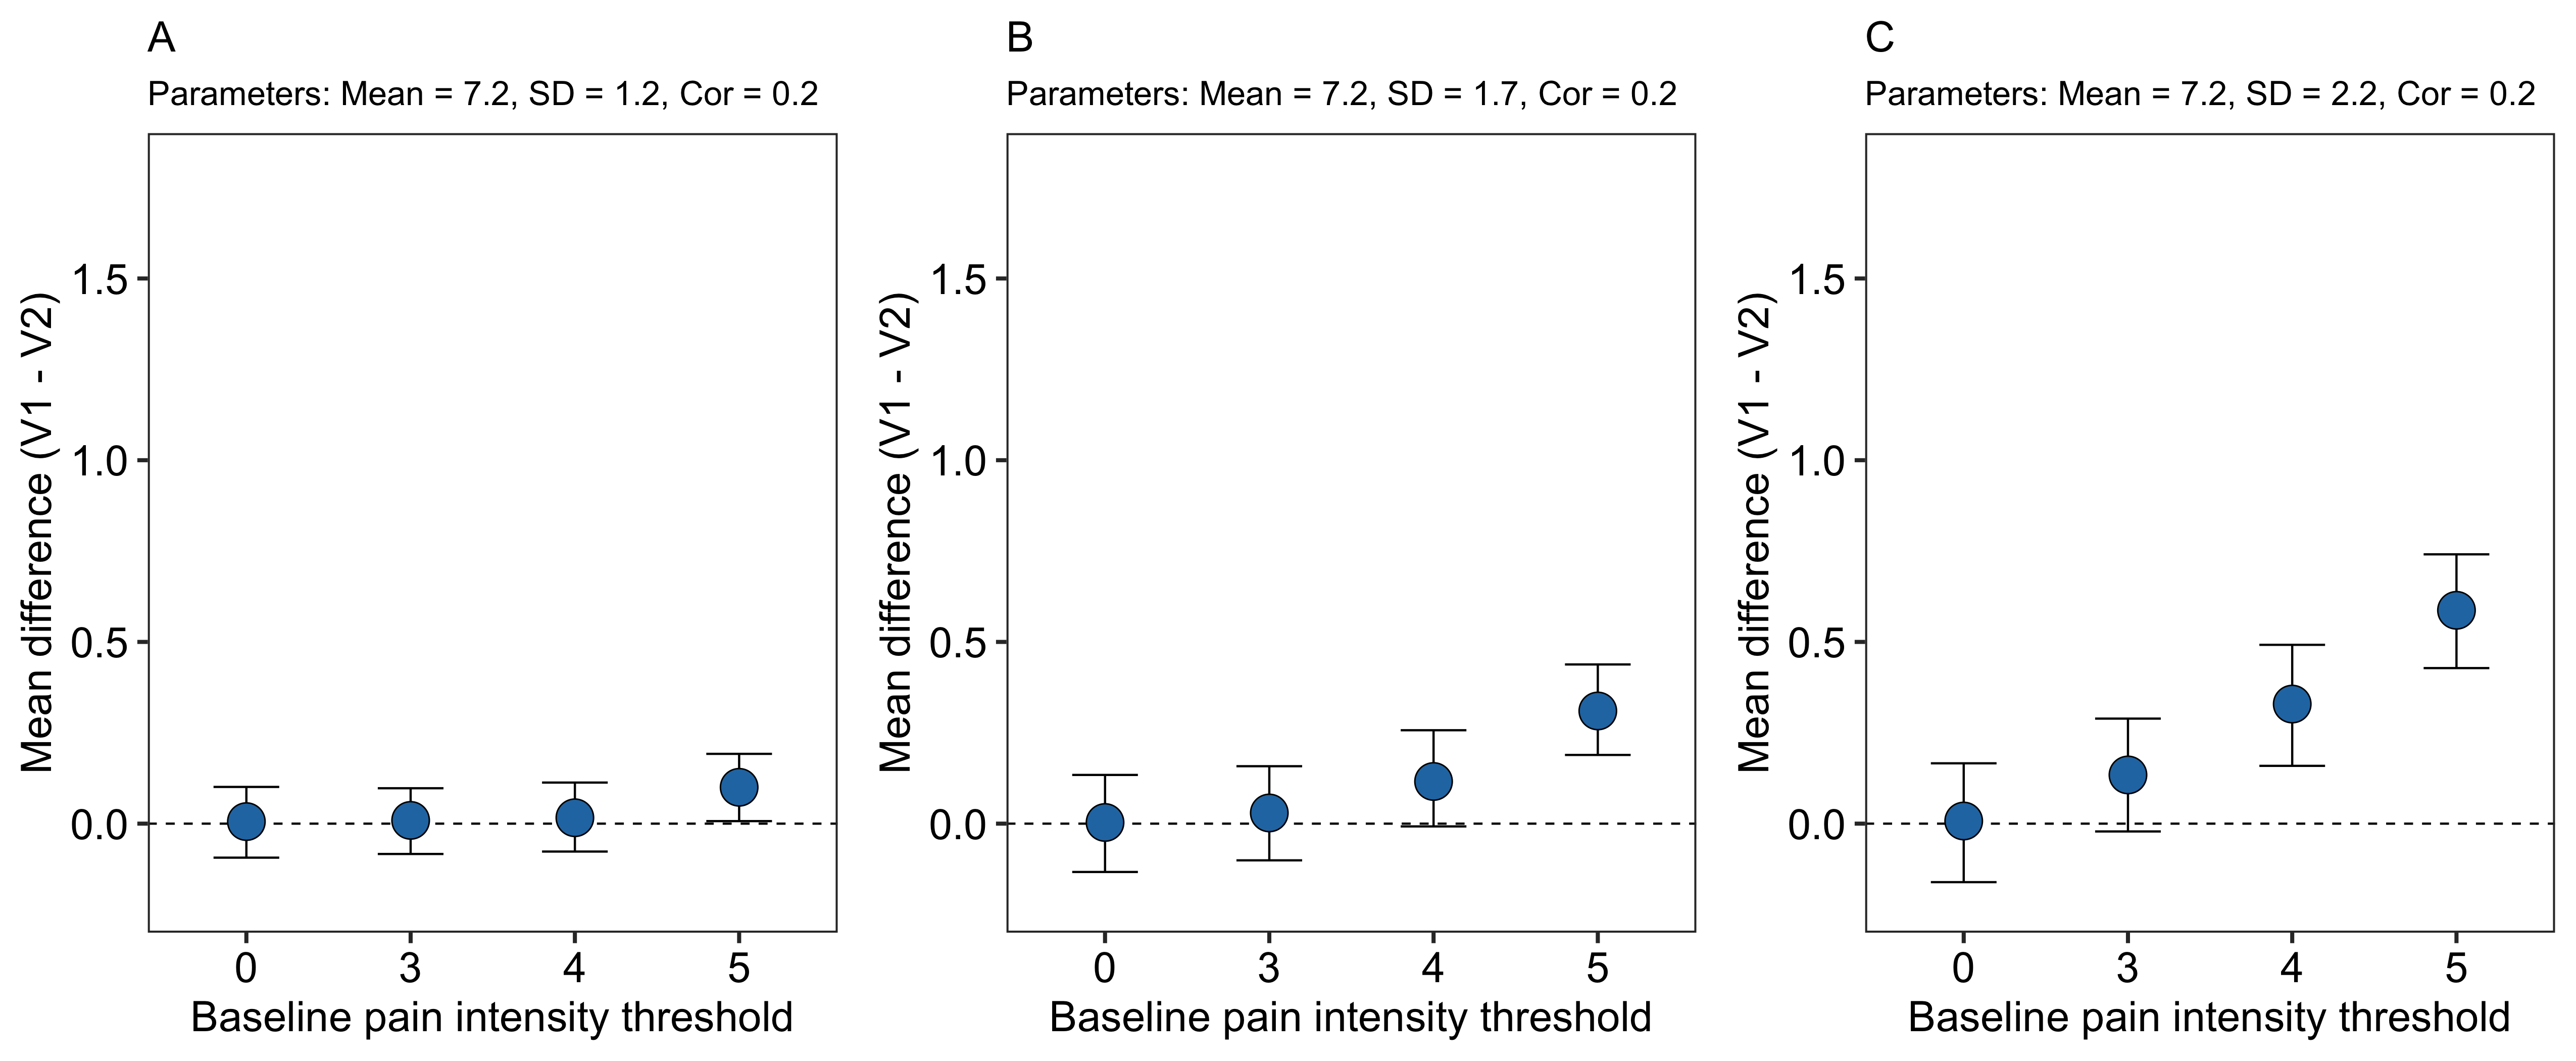 A
Parameters: Mean = 7.2, SD = 1.2, Cor = 0.2
Mean difference (V1 - V2)
1.5
1.0
0.5
0.0
0 3 4 5
Baseline pain intensity threshold
B
Parameters: Mean = 7.2, SD = 1.7, Cor = 0.2
Mean difference (V1 - V2)
1.5
1.0
0.5
0.0
0 3 4 5
Baseline pain intensity threshold
C
Parameters: Mean = 7.2, SD = 2.2, Cor = 0.2
Mean difference (V1 - V2)
1.5
1.0
0.5
0.0
0 3 4 5
Baseline pain intensity threshold